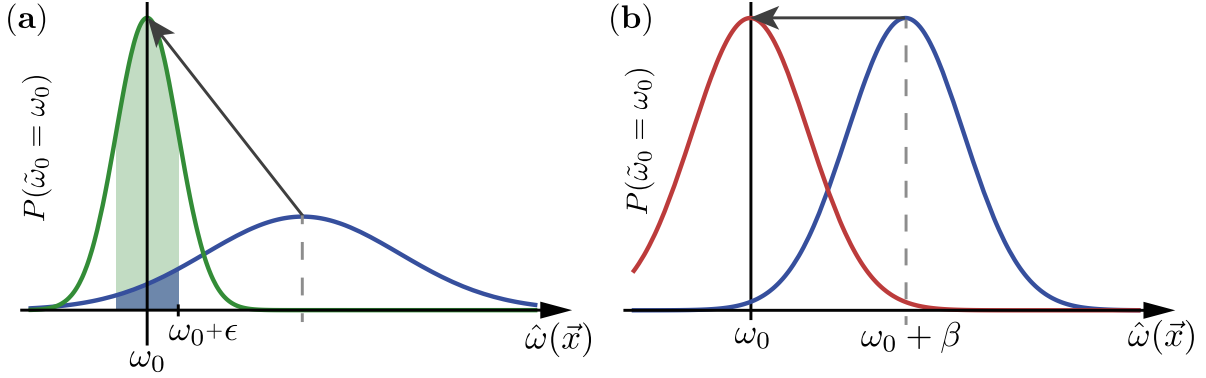 (a)
P(ω̃₀ = ω₀)
ω₀
ω₀+ϵ
ω̂(x⃗)
(b)
P(ω̃₀ = ω₀)
ω₀
ω₀ + β
ω̂(x⃗)